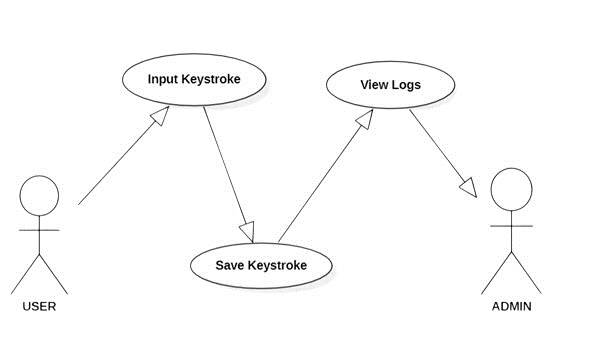 Input Keystroke
View Logs
Save Keystroke
USER
ADMIN